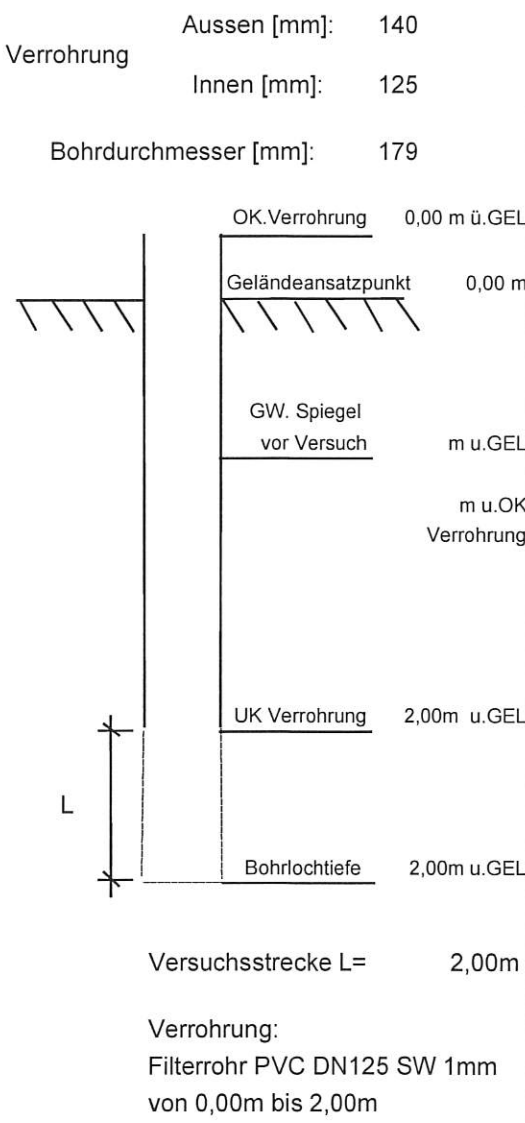 Aussen [mm]: 140
Verrohrung
Innen [mm]: 125
Bohrdurchmesser [mm]: 179
OK.Verrohrung 0,00 m ü.GEL
Geländeansatzpunkt 0,00 m
GW. Spiegel
vor Versuch m u.GEL
m u.OK
Verrohrung
UK Verrohrung 2,00m u.GEL
L
Bohrlochtiefe 2,00m u.GEL
Versuchsstrecke L= 2,00m
Verrohrung:
Filterrohr PVC DN125 SW 1mm
von 0,00m bis 2,00m